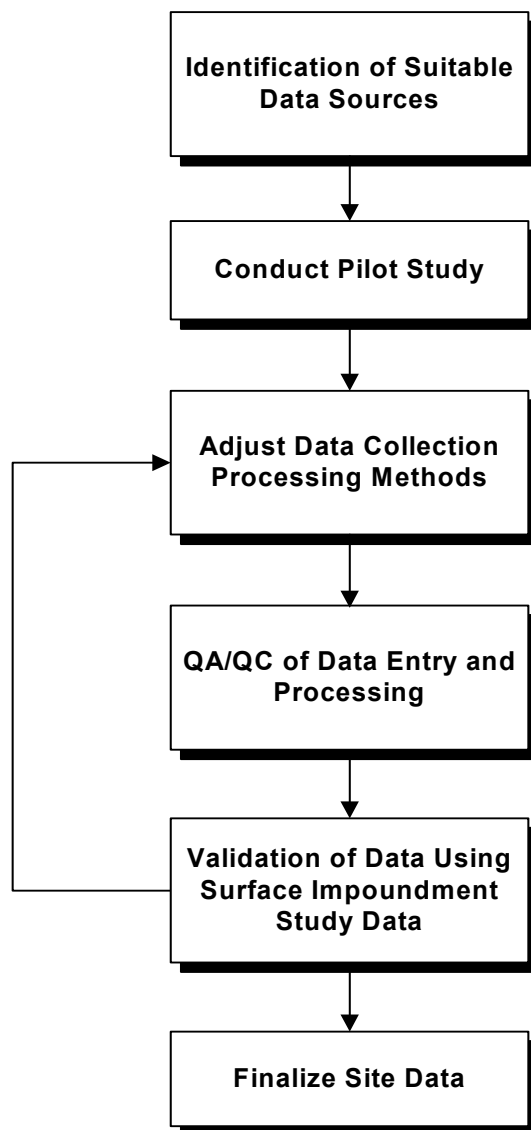 Identification of Suitable
Data Sources
Conduct Pilot Study
Adjust Data Collection
Processing Methods
QA/QC of Data Entry and
Processing
Validation of Data Using
Surface Impoundment
Study Data
Finalize Site Data